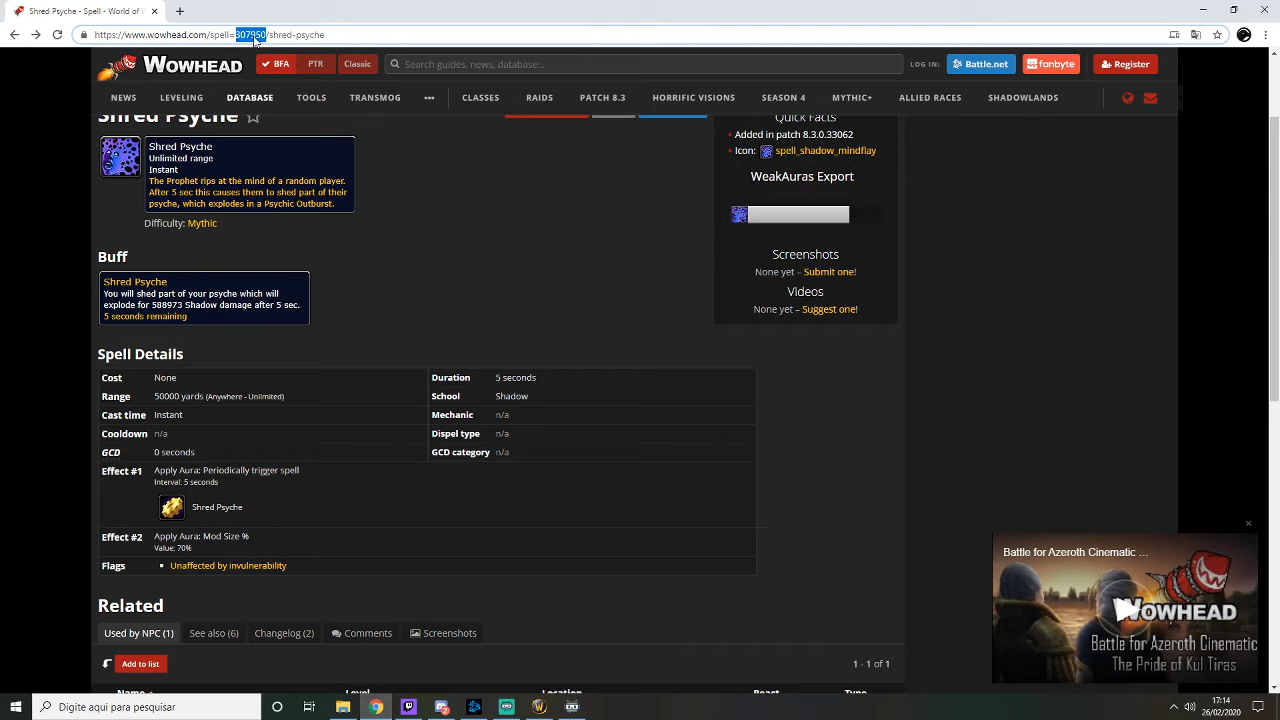 Shred Psyche - Spell - World of V
https://www.wowhead.com/spell=307950/shred-psyche
WOWHEAD
BFA
PTR
Classic
Search guides, news, database...
LOG IN:
Battle.net
fanbyte
Register
NEWS
LEVELING
DATABASE
TOOLS
TRANSMOG
CLASSES
RAIDS
PATCH 8.3
HORRIFIC VISIONS
SEASON 4
MYTHIC+
ALLIED RACES
SHADOWLANDS
Shred Psyche
Shred Psyche
Unlimited range
Instant
The Prophet rips at the mind of a random player.
After 5 sec this causes them to shed part of their
psyche, which explodes in a Psychic Outburst.
Difficulty: Mythic
Buff
Shred Psyche
You will shed part of your psyche which will
explode for 588973 Shadow damage after 5 sec.
5 seconds remaining
Quick Facts
Added in patch 8.3.0.33062
Icon: spell_shadow_mindflay
WeakAuras Export
Screenshots
None yet – Submit one!
Videos
None yet – Suggest one!
Spell Details
Cost None
Duration 5 seconds
Range 50000 yards (Anywhere - Unlimited)
School Shadow
Cast time Instant
Mechanic n/a
Cooldown n/a
Dispel type n/a
GCD 0 seconds
GCD category n/a
Effect #1 Apply Aura: Periodically trigger spell
Interval: 5 seconds
Shred Psyche
Effect #2 Apply Aura: Mod Size %
Value: 70%
Flags Unaffected by invulnerability
Related
Used by NPC (1)
See also (6)
Changelog (2)
Comments
Screenshots
Add to list
1 - 1 of 1
Name
Level
Location
React
Type
Battle for Azeroth Cinematic ...
WOWHEAD
Battle for Azeroth Cinematic
The Pride of Kul Tiras
Digite aqui para pesquisar
17:14
26/02/2020